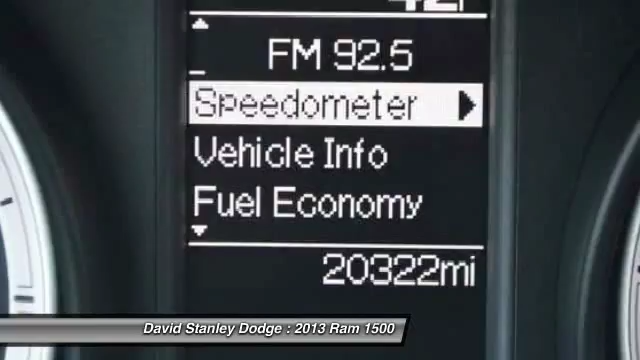 FM 92.5
Speedometer
Vehicle Info
Fuel Economy
20322mi
David Stanley Dodge : 2013 Ram 1500